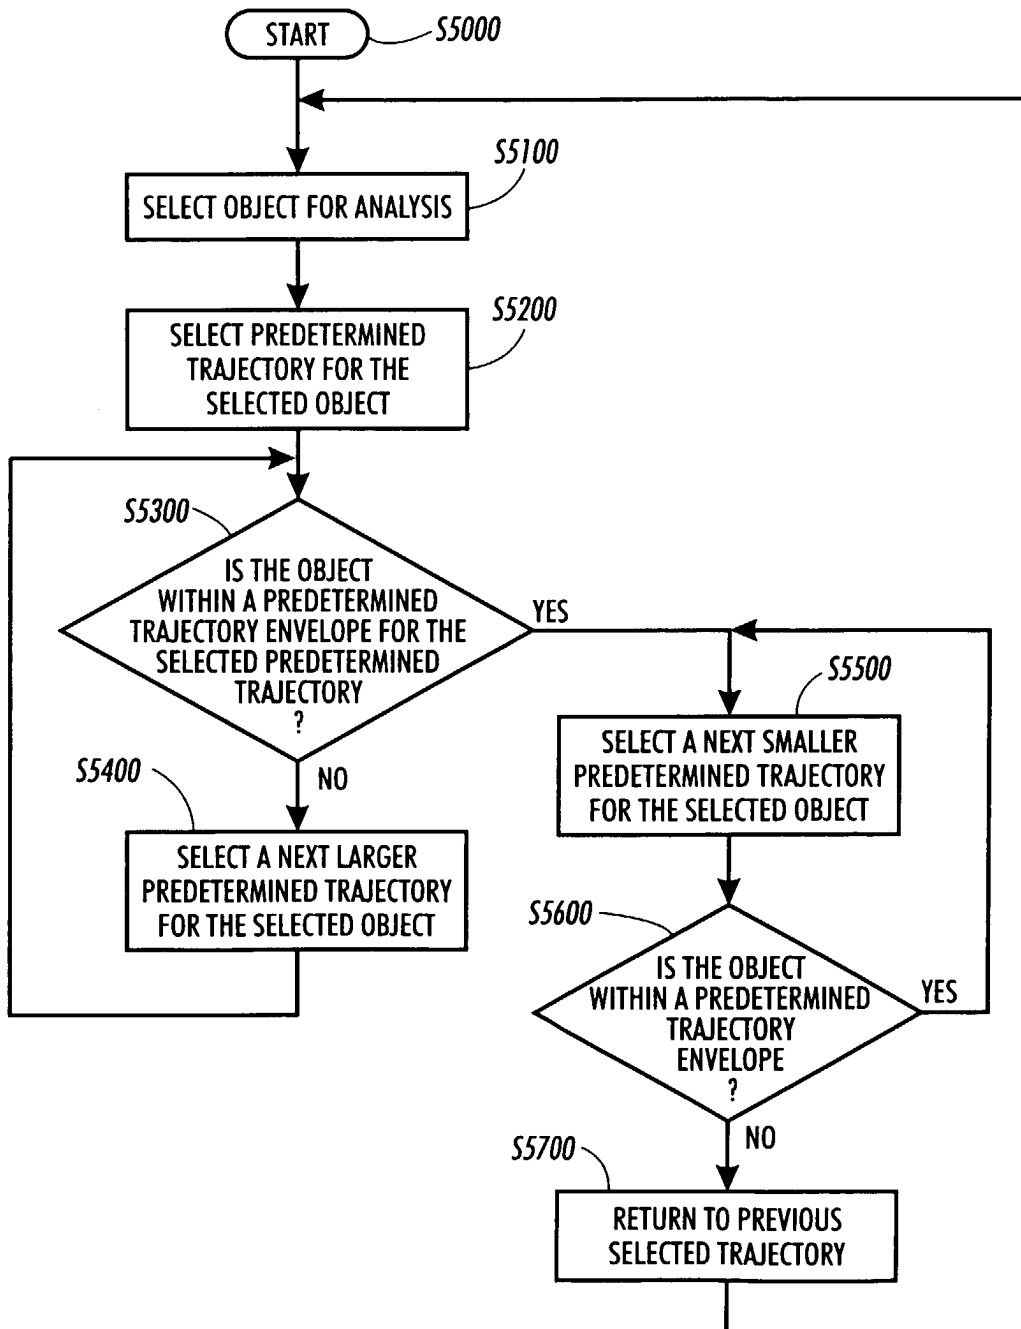 START
S5000
S5100
SELECT OBJECT FOR ANALYSIS
S5200
SELECT PREDETERMINED
TRAJECTORY FOR THE
SELECTED OBJECT
S5300
IS THE OBJECT
WITHIN A PREDETERMINED
TRAJECTORY ENVELOPE FOR THE
SELECTED PREDETERMINED
TRAJECTORY
?
YES
NO
S5400
SELECT A NEXT LARGER
PREDETERMINED TRAJECTORY
FOR THE SELECTED OBJECT
S5500
SELECT A NEXT SMALLER
PREDETERMINED TRAJECTORY
FOR THE SELECTED OBJECT
S5600
IS THE OBJECT
WITHIN A PREDETERMINED
TRAJECTORY
ENVELOPE
?
YES
NO
S5700
RETURN TO PREVIOUS
SELECTED TRAJECTORY